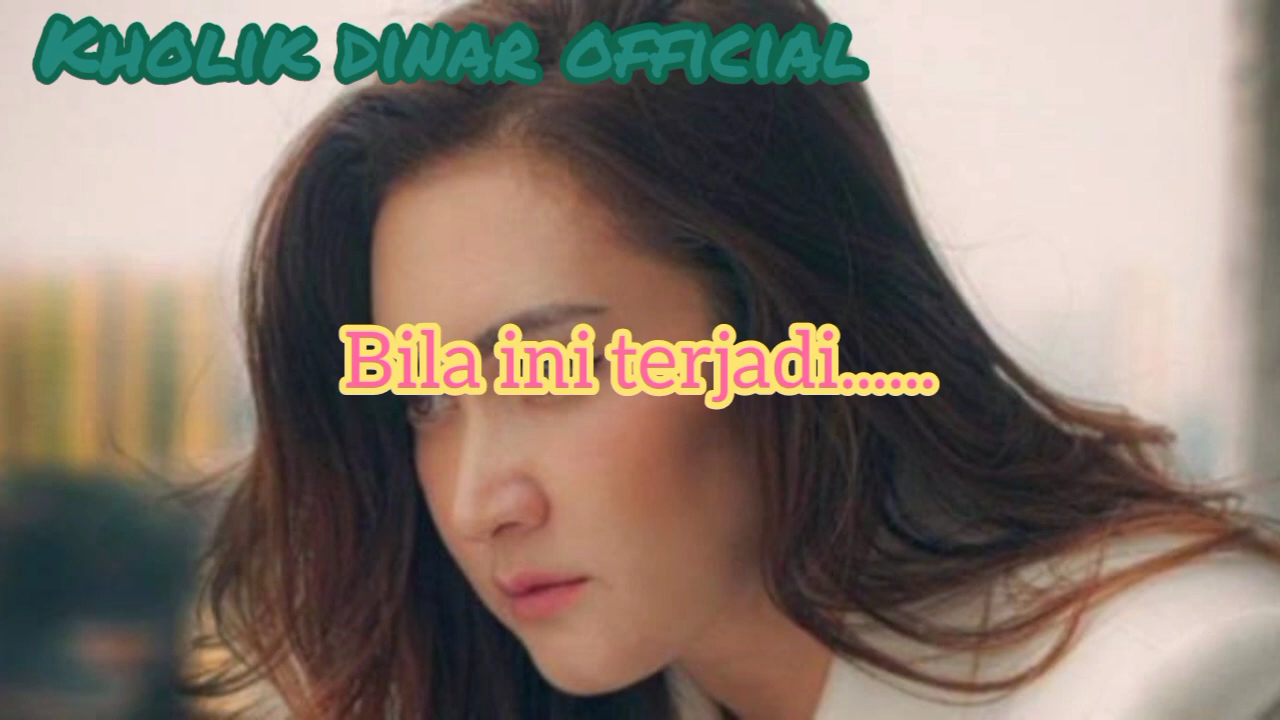 Kholik dinar official
Bila ini terjadi......